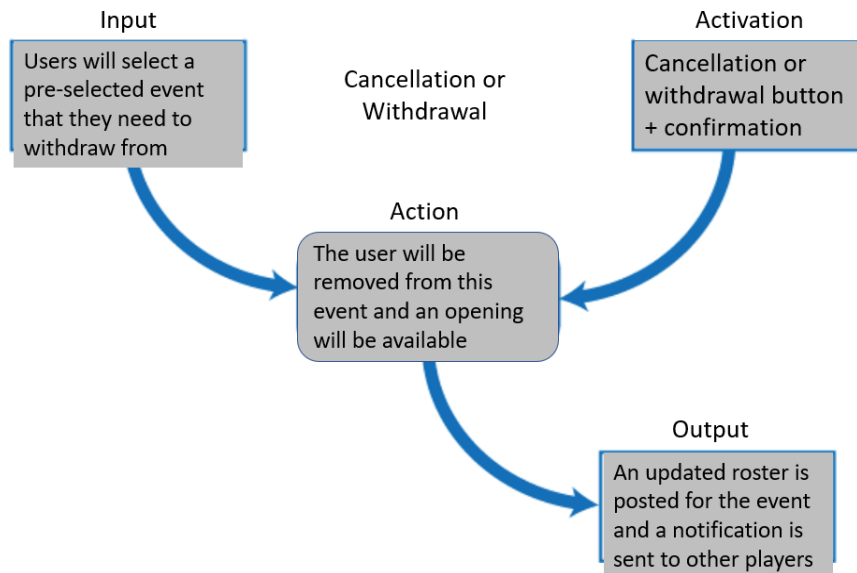 Input
Users will select a
pre-selected event
that they need to
withdraw from
Cancellation or
Withdrawal
Activation
Cancellation or
withdrawal button
+ confirmation
Action
The user will be
removed from this
event and an opening
will be available
Output
An updated roster is
posted for the event
and a notification is
sent to other players